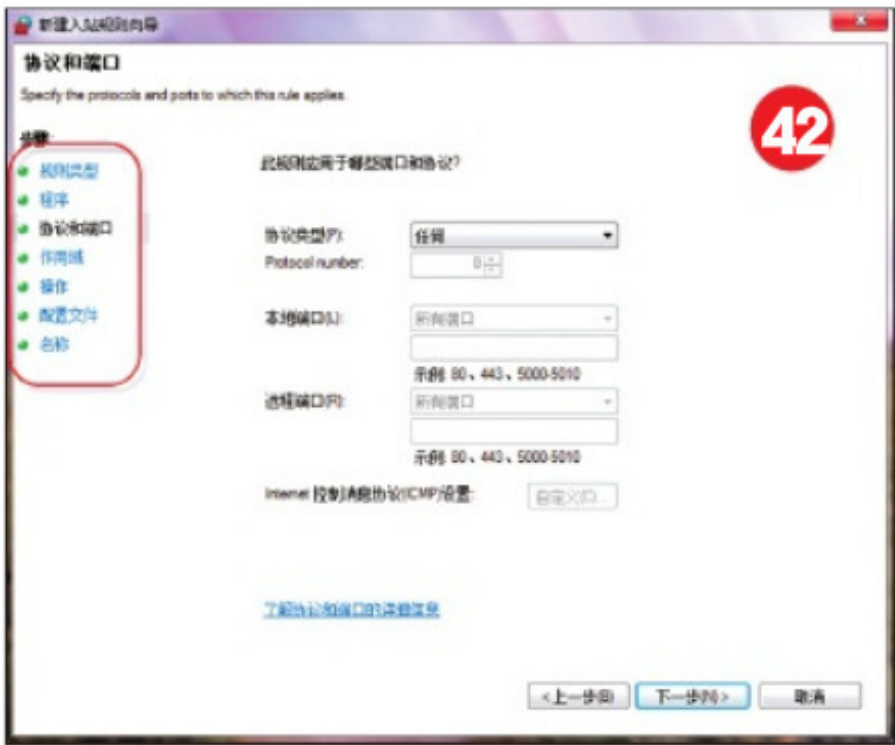 新建入站规则向导
协议和端口
Specify the protocols and ports to which this rule applies.
42
步骤:
规则类型
程序
协议和端口
作用域
操作
配置文件
名称
此规则应用于哪些端口和协议?
协议类型(P): 任何
Protocol number: 0
本地端口(L): 所有端口
示例: 80、443、5000-5010
远程端口(R): 所有端口
示例: 80、443、5000-5010
Internet 控制消息协议(ICMP)设置: 自定义(U)...
了解协议和端口的详细信息
<上一步(B) 下一步(N)> 取消